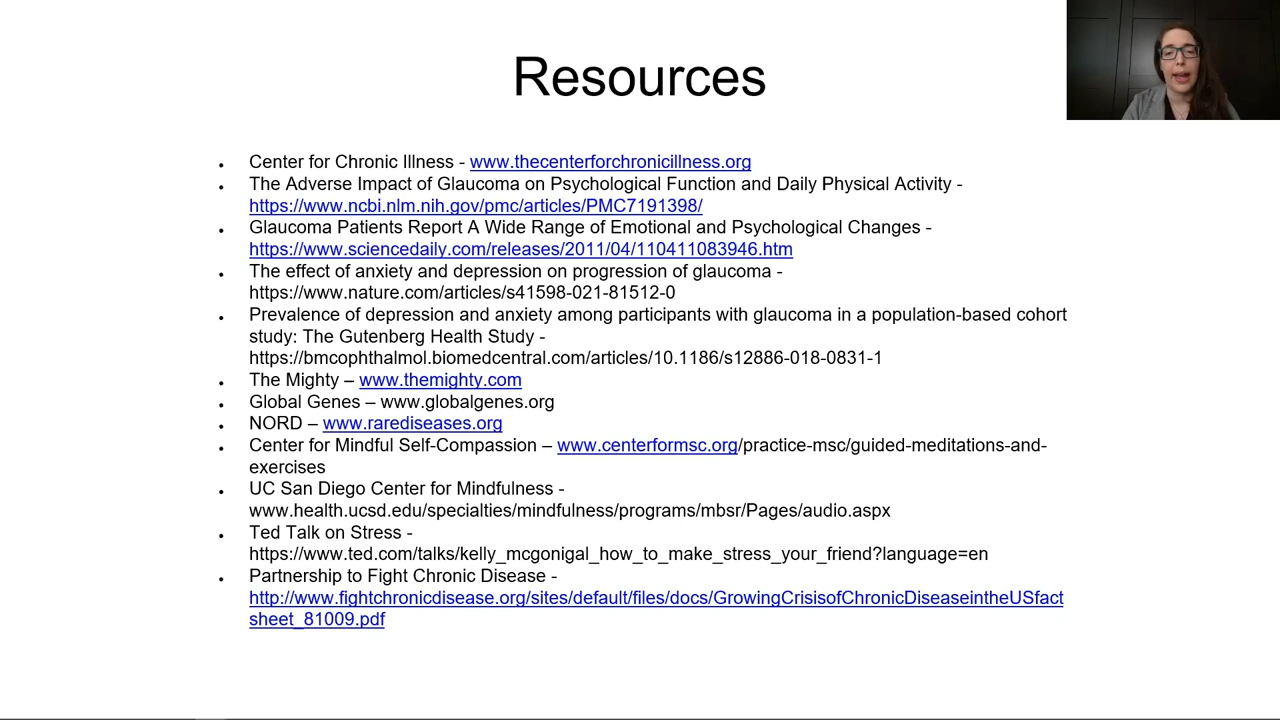 Resources
• Center for Chronic Illness - www.thecenterforchronicillness.org
• The Adverse Impact of Glaucoma on Psychological Function and Daily Physical Activity -
https://www.ncbi.nlm.nih.gov/pmc/articles/PMC7191398/
• Glaucoma Patients Report A Wide Range of Emotional and Psychological Changes -
https://www.sciencedaily.com/releases/2011/04/110411083946.htm
• The effect of anxiety and depression on progression of glaucoma -
https://www.nature.com/articles/s41598-021-81512-0
• Prevalence of depression and anxiety among participants with glaucoma in a population-based cohort
study: The Gutenberg Health Study -
https://bmcophthalmol.biomedcentral.com/articles/10.1186/s12886-018-0831-1
• The Mighty – www.themighty.com
• Global Genes – www.globalgenes.org
• NORD – www.rarediseases.org
• Center for Mindful Self-Compassion – www.centerformsc.org/practice-msc/guided-meditations-and-
exercises
• UC San Diego Center for Mindfulness -
www.health.ucsd.edu/specialties/mindfulness/programs/mbsr/Pages/audio.aspx
• Ted Talk on Stress -
https://www.ted.com/talks/kelly_mcgonigal_how_to_make_stress_your_friend?language=en
• Partnership to Fight Chronic Disease -
http://www.fightchronicdisease.org/sites/default/files/docs/GrowingCrisisofChronicDiseaseintheUSfact
sheet_81009.pdf